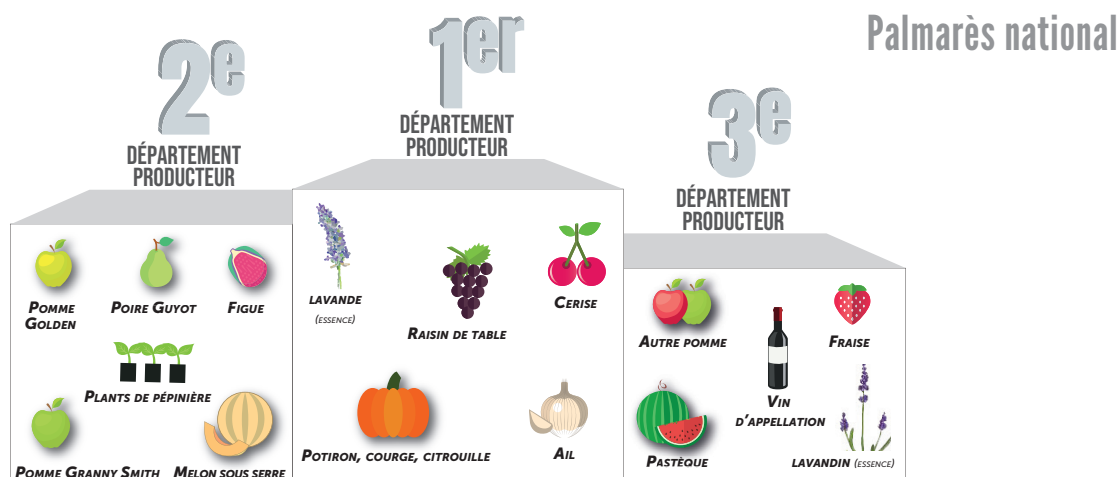 Palmarès national
1er
DÉPARTEMENT
PRODUCTEUR
2e
DÉPARTEMENT
PRODUCTEUR
3e
DÉPARTEMENT
PRODUCTEUR
POMME
GOLDEN
POIRE GUYOT
FIGUE
PLANTS DE PÉPINIÈRE
POMME GRANNY SMITH
MELON SOUS SERRE
LAVANDE
(ESSENCE)
RAISIN DE TABLE
CERISE
POTIRON, COURGE, CITROUILLE
AIL
AUTRE POMME
VIN
D'APPELLATION
FRAISE
PASTÈQUE
LAVANDIN (ESSENCE)